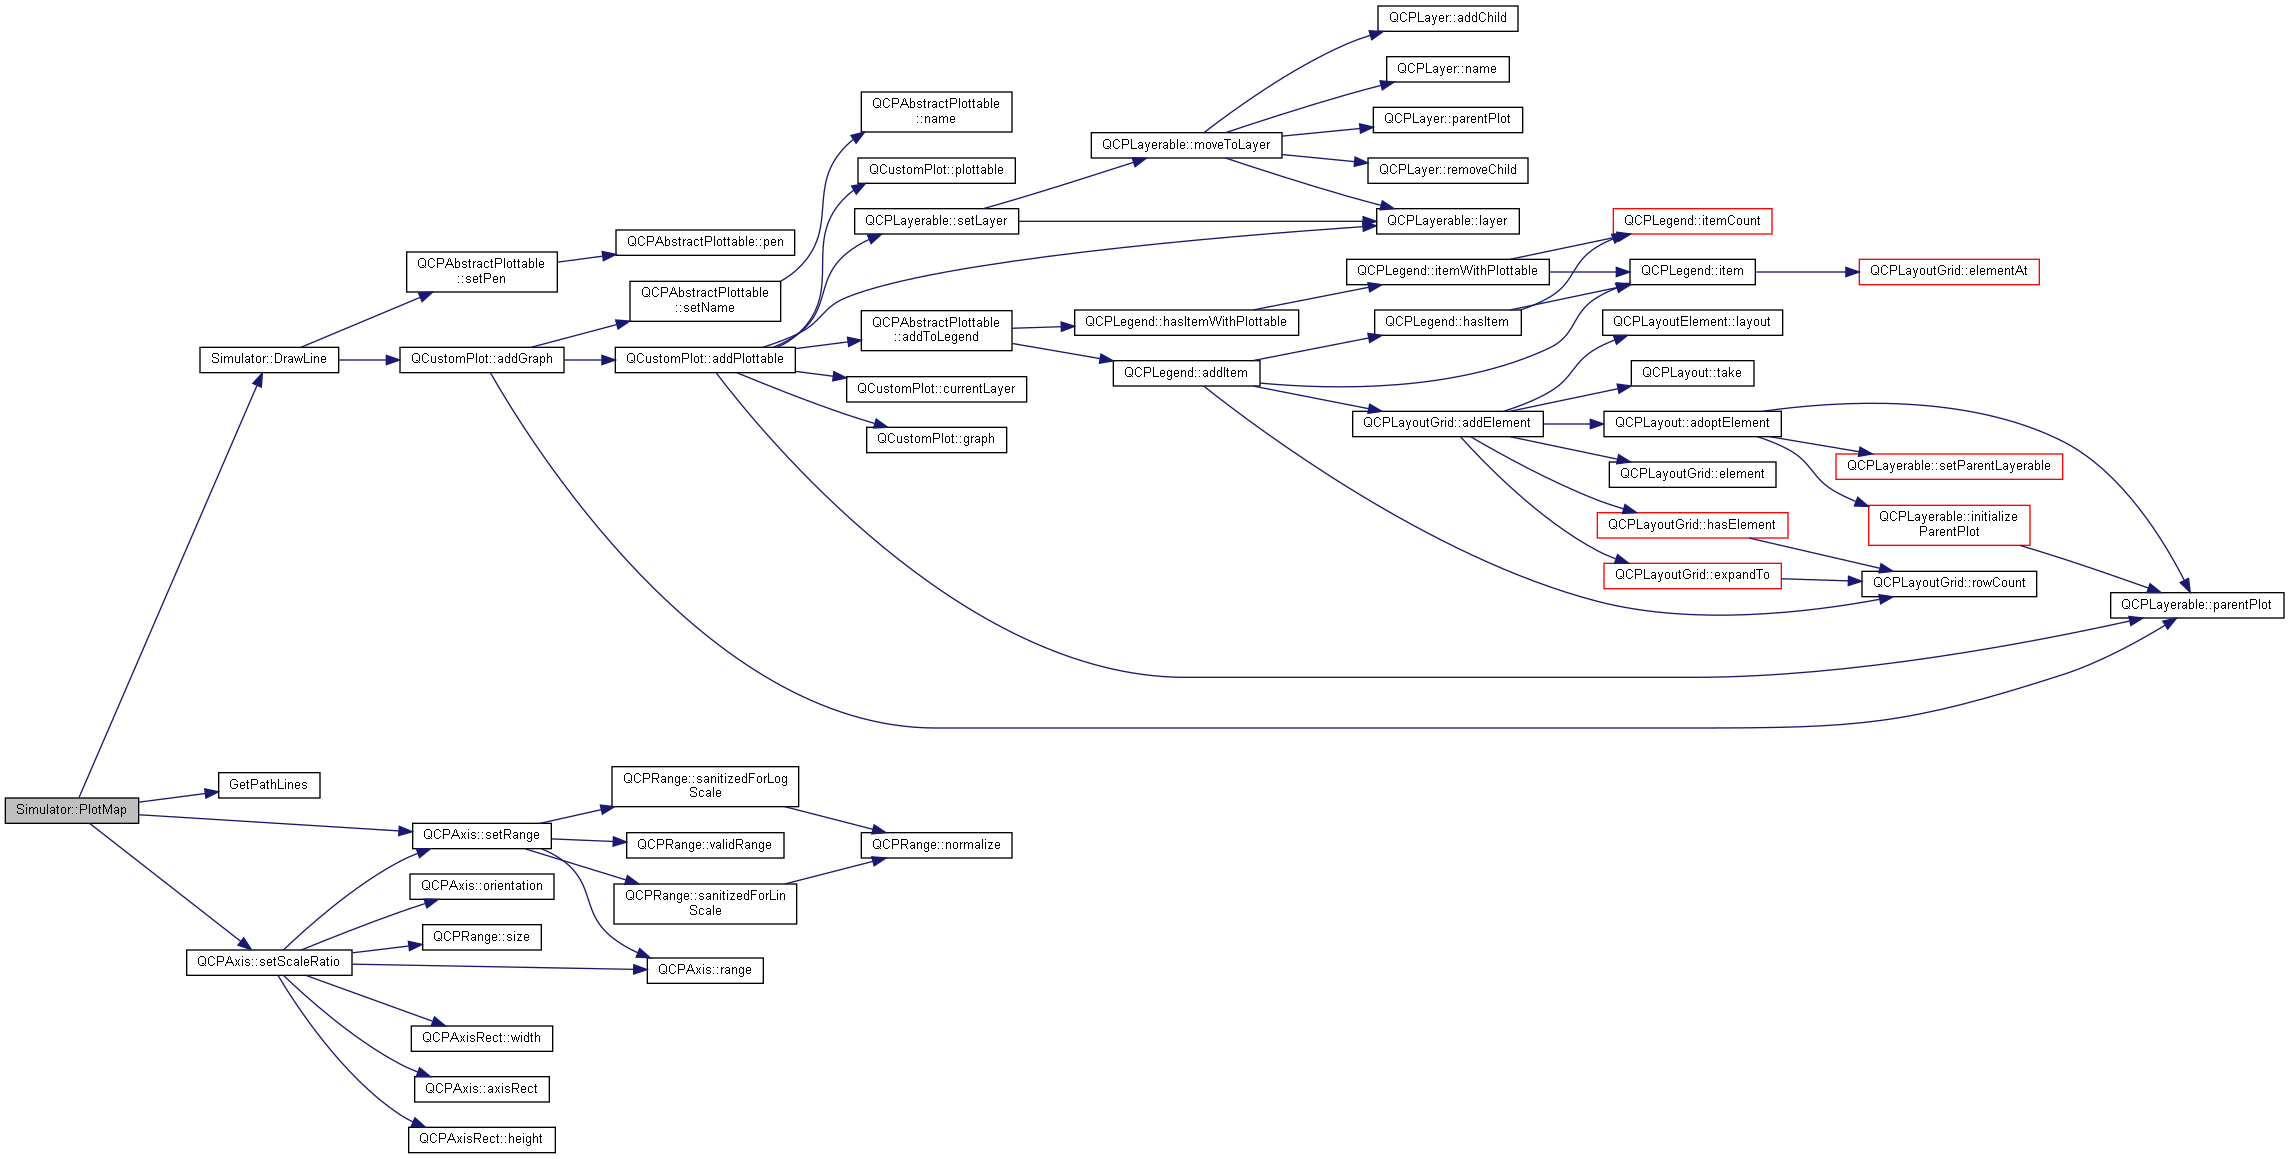 QCPLayer::addChild
QCPLayer::name
QCPAbstractPlottable
::name
QCPLayer::parentPlot
QCPLayerable::moveToLayer
QCustomPlot::plottable
QCPLayer::removeChild
QCPLayerable::setLayer
QCPLayerable::layer
QCPLegend::itemCount
QCPAbstractPlottable::pen
QCPAbstractPlottable
::setPen
QCPLegend::itemWithPlottable
QCPLegend::item
QCPLayoutGrid::elementAt
QCPAbstractPlottable
::setName
QCPAbstractPlottable
::addToLegend
QCPLegend::hasItemWithPlottable
QCPLegend::hasItem
QCPLayoutElement::layout
Simulator::DrawLine
QCustomPlot::addGraph
QCustomPlot::addPlottable
QCPLegend::addItem
QCPLayout::take
QCustomPlot::currentLayer
QCPLayoutGrid::addElement
QCPLayout::adoptElement
QCustomPlot::graph
QCPLayerable::setParentLayerable
QCPLayoutGrid::element
QCPLayoutGrid::hasElement
QCPLayerable::initialize
ParentPlot
QCPLayoutGrid::expandTo
QCPLayoutGrid::rowCount
QCPLayerable::parentPlot
GetPathLines
QCPRange::sanitizedForLog
Scale
Simulator::PlotMap
QCPAxis::setRange
QCPRange::validRange
QCPRange::normalize
QCPAxis::orientation
QCPRange::sanitizedForLin
Scale
QCPRange::size
QCPAxis::setScaleRatio
QCPAxis::range
QCPAxisRect::width
QCPAxis::axisRect
QCPAxisRect::height